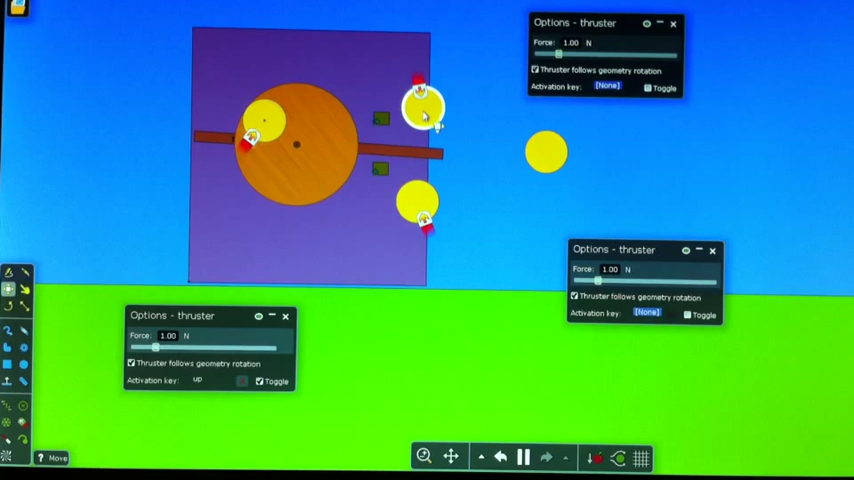 Options - thruster
Force: 1.00 N
Thruster follows geometry rotation
Activation key: [None] Toggle
Options - thruster
Force: 1.00 N
Thruster follows geometry rotation
Activation key: [None] Toggle
Options - thruster
Force: 1.00 N
Thruster follows geometry rotation
Activation key: up Toggle
? Move